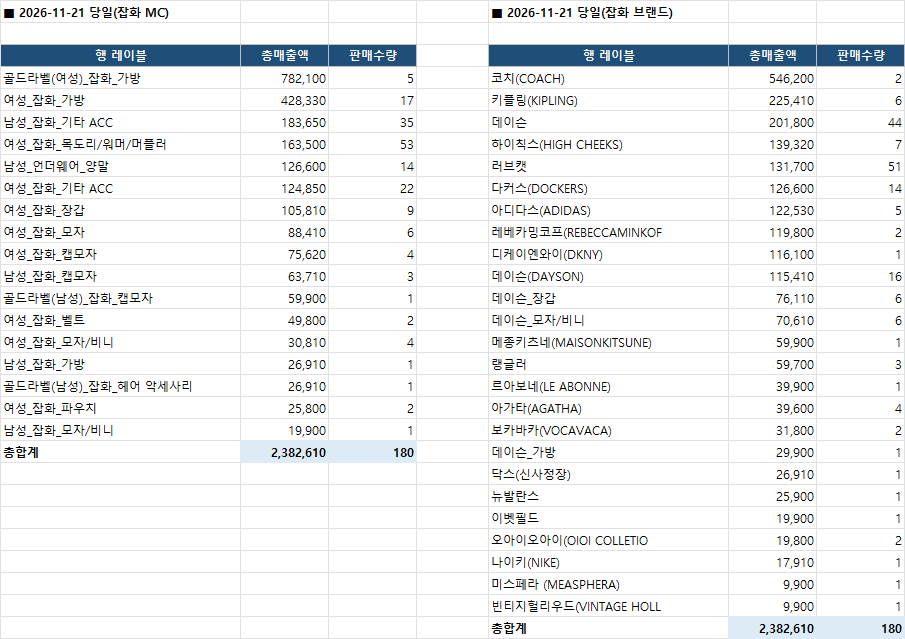 ■ 2026-11-21 당일(잡화 MC)
행 레이블 총매출액 판매수량
골드라벨(여성)_잡화_가방 782,100 5
여성_잡화_가방 428,330 17
남성_잡화_기타 ACC 183,650 35
여성_잡화_목도리/워머/머플러 163,500 53
남성_언더웨어_양말 126,600 14
여성_잡화_기타 ACC 124,850 22
여성_잡화_장갑 105,810 9
여성_잡화_모자 88,410 6
여성_잡화_캡모자 75,620 4
남성_잡화_캡모자 63,710 3
골드라벨(남성)_잡화_캡모자 59,900 1
여성_잡화_벨트 49,800 2
여성_잡화_모자/비니 30,810 4
남성_잡화_가방 26,910 1
골드라벨(남성)_잡화_헤어 악세사리 26,910 1
여성_잡화_파우치 25,800 2
남성_잡화_모자/비니 19,900 1
총합계 2,382,610 180
■ 2026-11-21 당일(잡화 브랜드)
행 레이블 총매출액 판매수량
코치(COACH) 546,200 2
키플링(KIPLING) 225,410 6
데이슨 201,800 44
하이칙스(HIGH CHEEKS) 139,320 7
러브캣 131,700 51
다커스(DOCKERS) 126,600 14
아디다스(ADIDAS) 122,530 5
레베카밍코프(REBECCAMINKOF 119,800 2
디케이엔와이(DKNY) 116,100 1
데이슨(DAYSON) 115,410 16
데이슨_장갑 76,110 6
데이슨_모자/비니 70,610 6
메종키츠네(MAISONKITSUNE) 59,900 1
랭글러 59,700 3
르아보네(LE ABONNE) 39,900 1
아가타(AGATHA) 39,600 4
보카바카(VOCAVACA) 31,800 2
데이슨_가방 29,900 1
닥스(신사정장) 26,910 1
뉴발란스 25,900 1
이벳필드 19,900 1
오아이오아이(OIOI COLLETIO 19,800 2
나이키(NIKE) 17,910 1
미스페라 (MEASPHERA) 9,900 1
빈티지헐리우드(VINTAGE HOLL 9,900 1
총합계 2,382,610 180